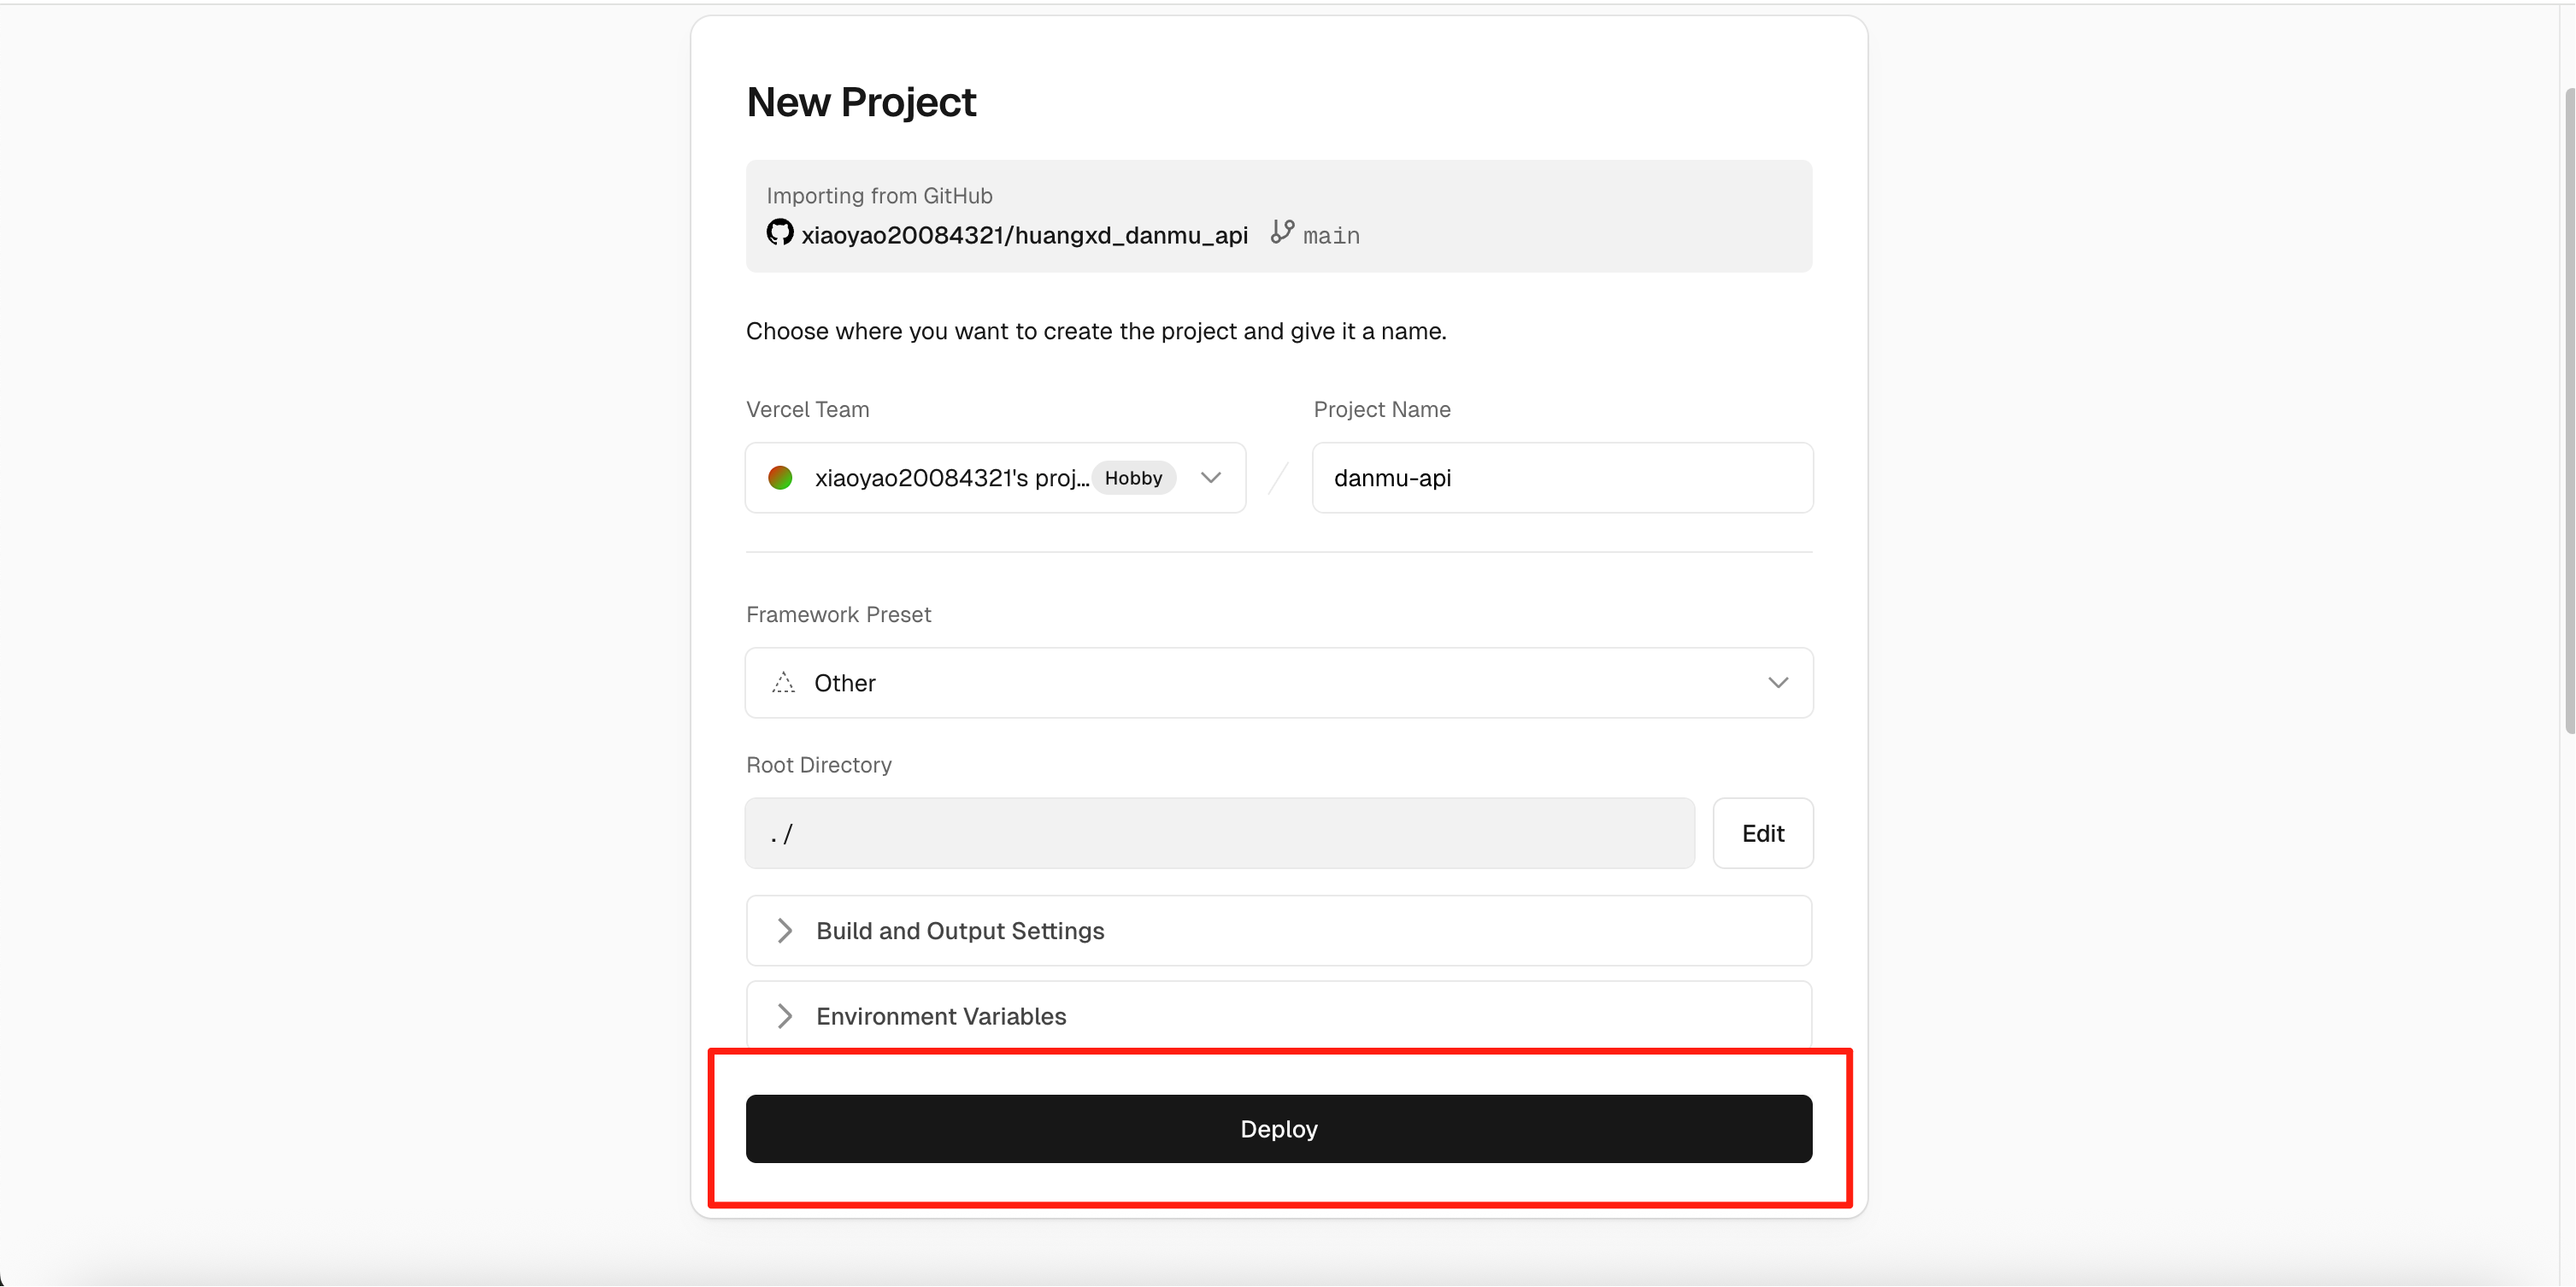 New Project
Importing from GitHub
xiaoyao20084321/huangxd_danmu_api main
Choose where you want to create the project and give it a name.
Vercel Team
Project Name
xiaoyao20084321's proj... Hobby
/
danmu-api
Framework Preset
Other
Root Directory
./
Edit
Build and Output Settings
Environment Variables
Deploy